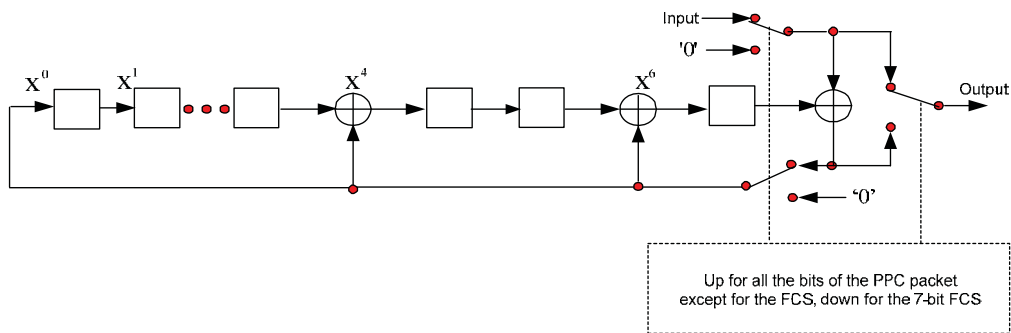 Input
'0'
X⁰
X¹
X⁴
X⁶
Output
‘0’
Up for all the bits of the PPC packet
except for the FCS, down for the 7-bit FCS